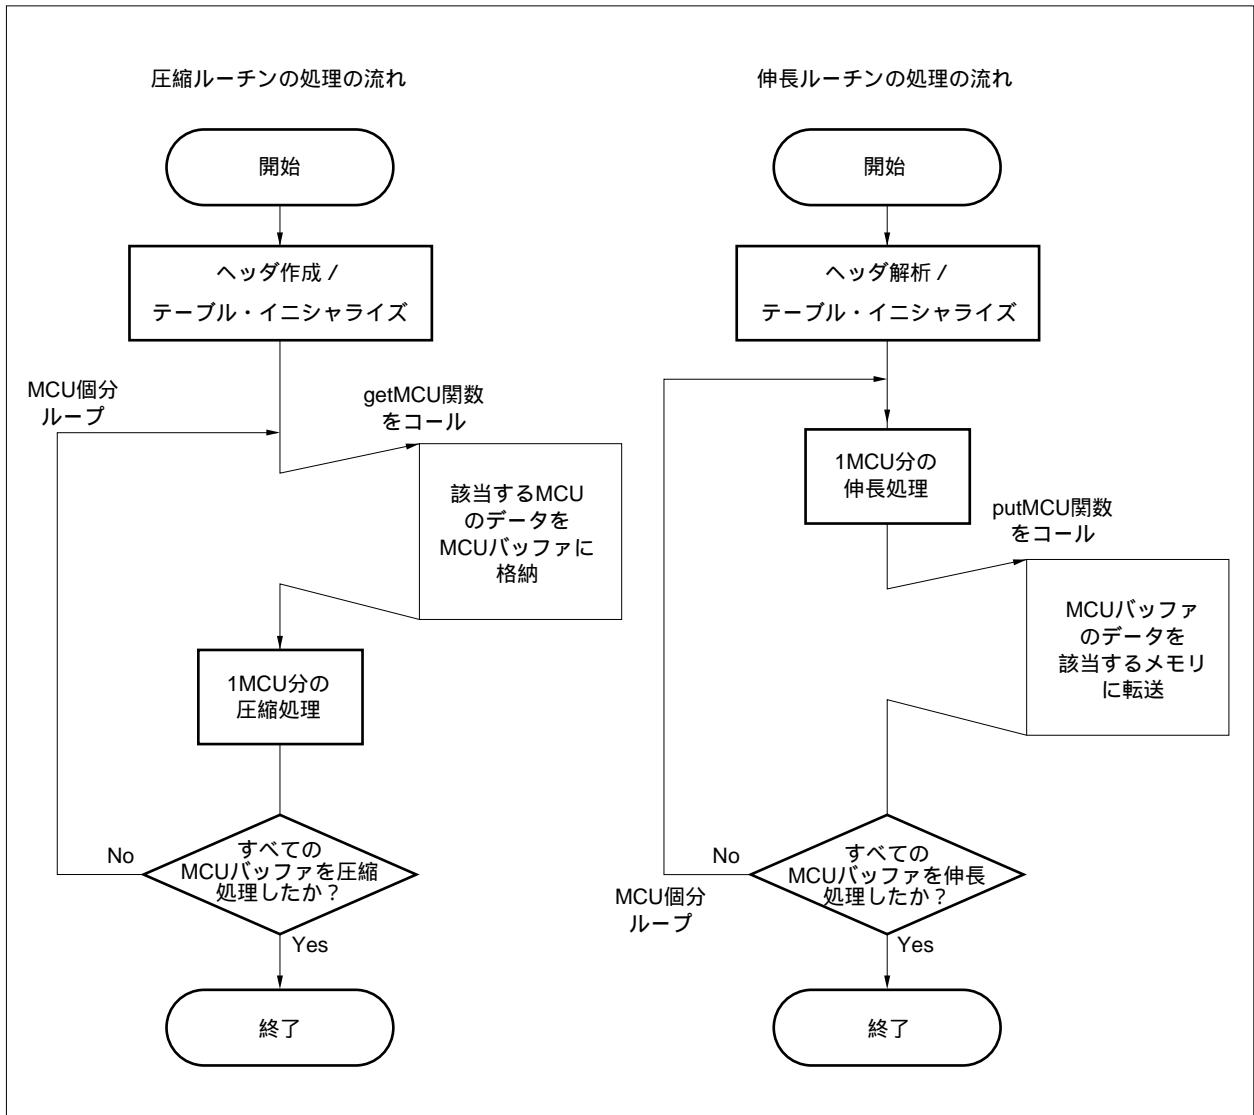 圧縮ルーチンの処理の流れ
開始
ヘッダ作成 /
テーブル・イニシャライズ
MCU個分
ループ
getMCU関数
をコール
該当するMCU
のデータを
MCUバッファに
格納
1MCU分の
圧縮処理
すべての
MCUバッファを圧縮
処理したか？
No
Yes
終了
伸長ルーチンの処理の流れ
開始
ヘッダ解析 /
テーブル・イニシャライズ
1MCU分の
伸長処理
putMCU関数
をコール
MCUバッファ
のデータを
該当するメモリ
に転送
すべての
MCUバッファを伸長
処理したか？
No
MCU個分
ループ
Yes
終了